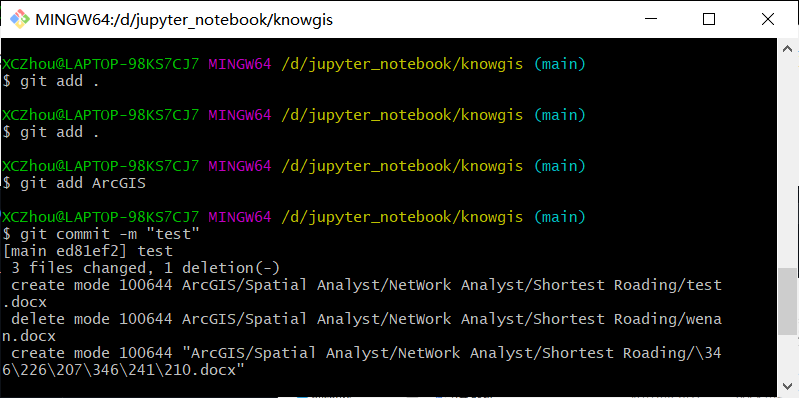 MINGW64:/d/jupyter_notebook/knowgis
XCZhou@LAPTOP-98KS7CJ7 MINGW64 /d/jupyter_notebook/knowgis (main)
$ git add .
XCZhou@LAPTOP-98KS7CJ7 MINGW64 /d/jupyter_notebook/knowgis (main)
$ git add .
XCZhou@LAPTOP-98KS7CJ7 MINGW64 /d/jupyter_notebook/knowgis (main)
$ git add ArcGIS
XCZhou@LAPTOP-98KS7CJ7 MINGW64 /d/jupyter_notebook/knowgis (main)
$ git commit -m "test"
[main ed81ef2] test
3 files changed, 1 deletion(-)
create mode 100644 ArcGIS/Spatial Analyst/NetWork Analyst/Shortest Roading/test
.docx
delete mode 100644 ArcGIS/Spatial Analyst/NetWork Analyst/Shortest Roading/wena
n.docx
create mode 100644 "ArcGIS/Spatial Analyst/NetWork Analyst/Shortest Roading/\34
6\226\207\346\241\210.docx"